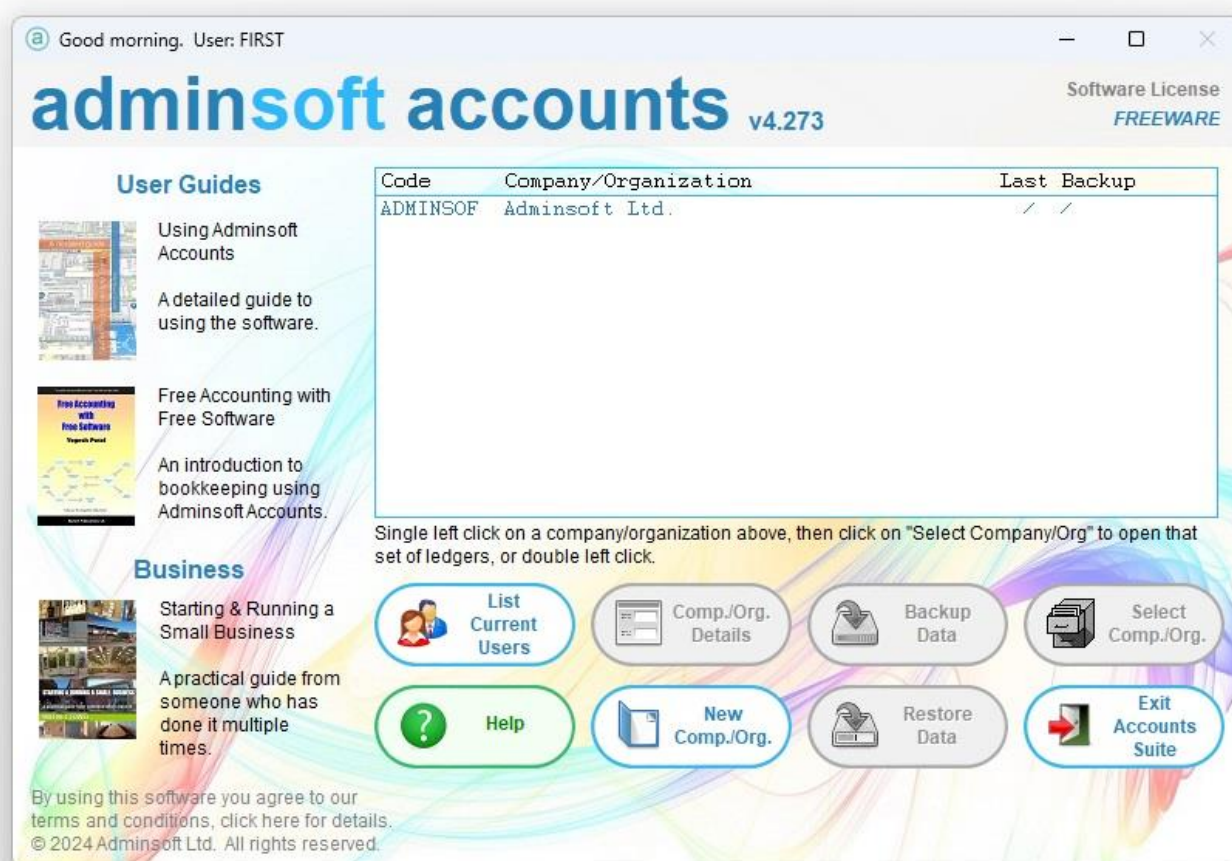 Good morning. User: FIRST
adminsoft accounts v4.273
Software License
FREEWARE
User Guides
Using Adminsoft
Accounts
A detailed guide to
using the software.
Free Accounting
with
Free Software
Yogesh Patel
Free Accounting with
Free Software
An introduction to
bookkeeping using
Adminsoft Accounts.
Business
STARTING & RUNNING A SMALL BUSINESS
Starting & Running a
Small Business
A practical guide from
someone who has
done it multiple
times.
By using this software you agree to our
terms and conditions, click here for details.
© 2024 Adminsoft Ltd. All rights reserved.
Code Company/Organization Last Backup
ADMINSOF Adminsoft Ltd. / /
Single left click on a company/organization above, then click on "Select Company/Org" to open that
set of ledgers, or double left click.
List
Current
Users
Comp./Org.
Details
Backup
Data
Select
Comp./Org.
Help
New
Comp./Org.
Restore
Data
Exit
Accounts
Suite